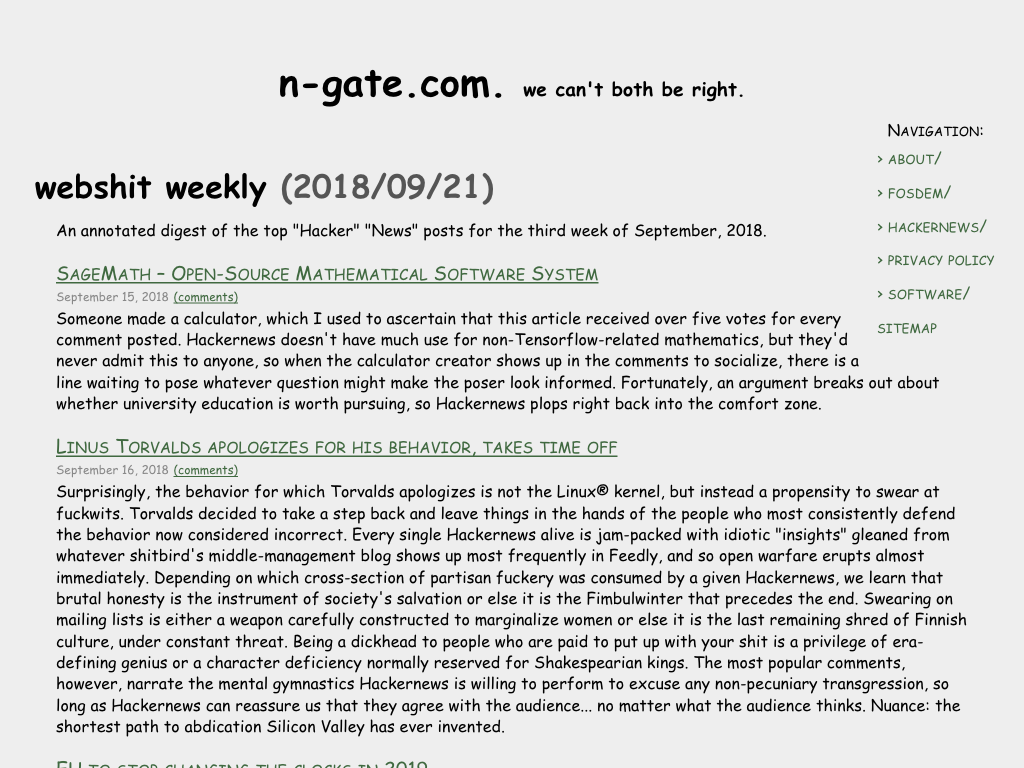 n-gate.com. we can't both be right.
Navigation:
› about/
› fosdem/
› hackernews/
› privacy policy
› software/
sitemap
webshit weekly (2018/09/21)
An annotated digest of the top "Hacker" "News" posts for the third week of September, 2018.
SageMath – Open-Source Mathematical Software System
September 15, 2018 (comments)
Someone made a calculator, which I used to ascertain that this article received over five votes for every
comment posted. Hackernews doesn't have much use for non-Tensorflow-related mathematics, but they'd
never admit this to anyone, so when the calculator creator shows up in the comments to socialize, there is a
line waiting to pose whatever question might make the poser look informed. Fortunately, an argument breaks out about
whether university education is worth pursuing, so Hackernews plops right back into the comfort zone.
Linus Torvalds apologizes for his behavior, takes time off
September 16, 2018 (comments)
Surprisingly, the behavior for which Torvalds apologizes is not the Linux® kernel, but instead a propensity to swear at
fuckwits. Torvalds decided to take a step back and leave things in the hands of the people who most consistently defend
the behavior now considered incorrect. Every single Hackernews alive is jam-packed with idiotic "insights" gleaned from
whatever shitbird's middle-management blog shows up most frequently in Feedly, and so open warfare erupts almost
immediately. Depending on which cross-section of partisan fuckery was consumed by a given Hackernews, we learn that
brutal honesty is the instrument of society's salvation or else it is the Fimbulwinter that precedes the end. Swearing on
mailing lists is either a weapon carefully constructed to marginalize women or else it is the last remaining shred of Finnish
culture, under constant threat. Being a dickhead to people who are paid to put up with your shit is a privilege of era-
defining genius or a character deficiency normally reserved for Shakespearian kings. The most popular comments,
however, narrate the mental gymnastics Hackernews is willing to perform to excuse any non-pecuniary transgression, so
long as Hackernews can reassure us that they agree with the audience... no matter what the audience thinks. Nuance: the
shortest path to abdication Silicon Valley has ever invented.
EU to stop changing the clocks in 2019